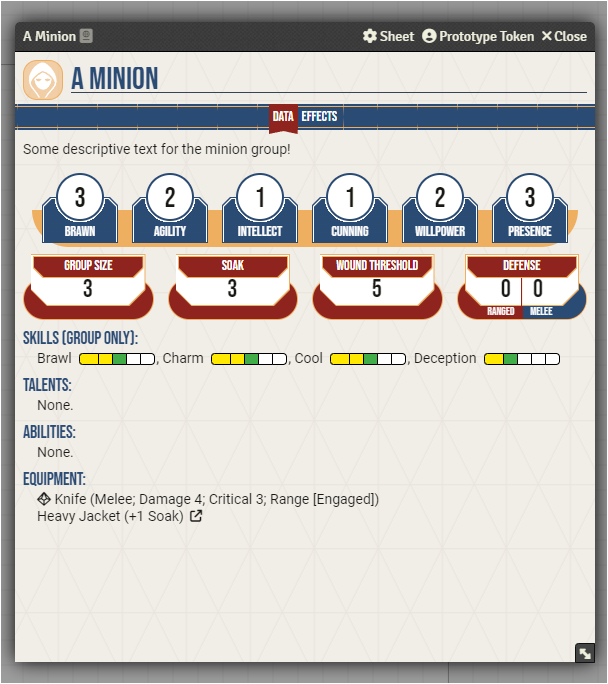 A Minion Sheet Prototype Token Close
A MINION
DATA EFFECTS
Some descriptive text for the minion group!
3 2 1 1 2 3
BRAWN AGILITY INTELLECT CUNNING WILLPOWER PRESENCE
GROUP SIZE SOAK WOUND THRESHOLD DEFENSE
3 3 5 0 0
RANGED MELEE
SKILLS (GROUP ONLY):
Brawl , Charm , Cool , Deception
TALENTS:
None.
ABILITIES:
None.
EQUIPMENT:
Knife (Melee; Damage 4; Critical 3; Range [Engaged])
Heavy Jacket (+1 Soak)